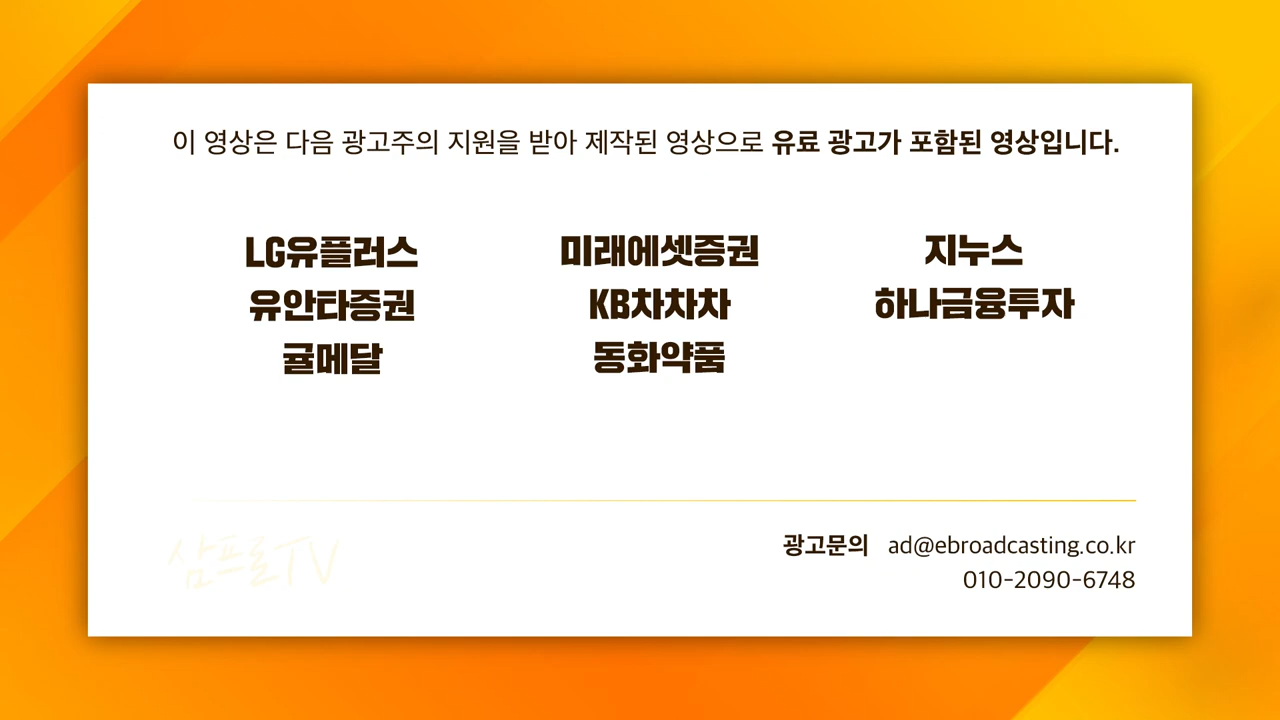 이 영상은 다음 광고주의 지원을 받아 제작된 영상으로 유료 광고가 포함된 영상입니다.
LG유플러스 미래에셋증권 지누스
유안타증권 KB차차차 하나금융투자
귤메달 동화약품
삼프로TV 광고문의 ad@ebroadcasting.co.kr
010-2090-6748